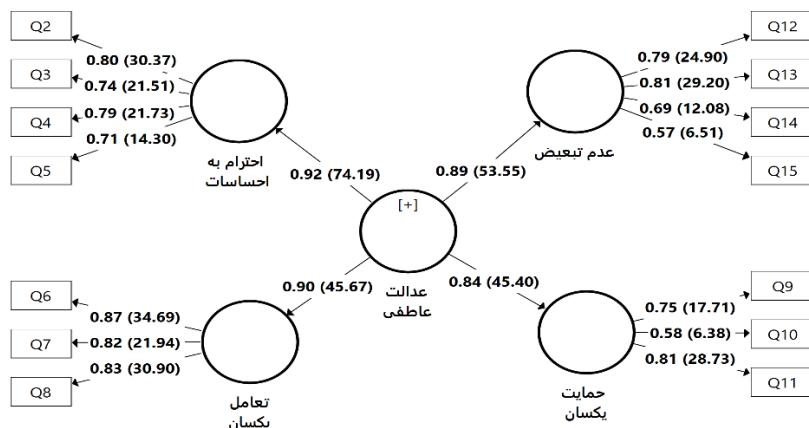 Q2
0.80 (30.37)
Q3
0.74 (21.51)
Q4
0.79 (21.73)
Q5
0.71 (14.30)
احترام به
احساسات
0.92 (74.19)
Q12
0.79 (24.90)
Q13
0.81 (29.20)
Q14
0.69 (12.08)
Q15
0.57 (6.51)
عدم تبعیض
0.89 (53.55)
[+]
عدالت
عاطفی
0.90 (45.67)
0.84 (45.40)
Q6
0.87 (34.69)
Q7
0.82 (21.94)
Q8
0.83 (30.90)
تعامل
یکسان
Q9
0.75 (17.71)
Q10
0.58 (6.38)
Q11
0.81 (28.73)
حمایت
یکسان